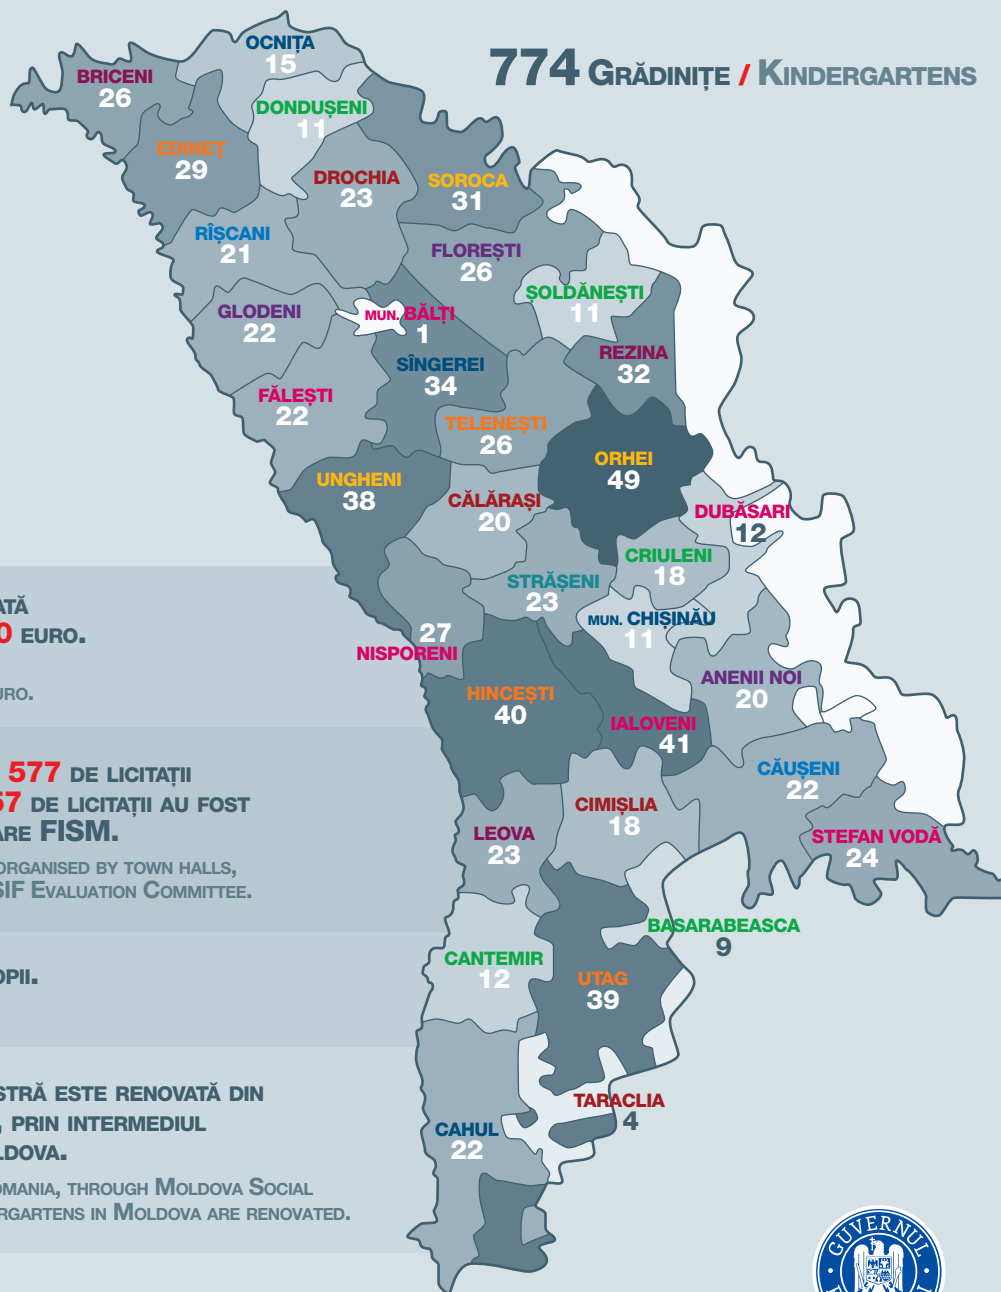 774 GRĂDINIȚE / KINDERGARTENS
OCNIȚA
15
BRICENI
26
DONDUȘENI
11
EDINEȚ
29
DROCHIA
23
SOROCA
31
RÎȘCANI
21
FLOREȘTI
26
ȘOLDĂNEȘTI
11
GLODENI
22
MUN. BĂLȚI
1
REZINA
32
SÎNGEREI
34
FĂLEȘTI
22
TELENEȘTI
26
ORHEI
49
UNGHENI
38
CĂLĂRAȘI
20
DUBĂSARI
12
CRIULENI
18
STRĂȘENI
23
MUN. CHIȘINĂU
11
27
NISPORENI
ANENII NOI
20
HINCEȘTI
40
IALOVENI
41
CĂUȘENI
22
CIMIȘLIA
18
LEOVA
23
STEFAN VODĂ
24
BASARABEASCA
9
CANTEMIR
12
UTAG
39
TARACLIA
4
CAHUL
22
ATĂ
0 EURO.
URO.
577 DE LICITAȚII
57 DE LICITAȚII AU FOST
ARE FISM.
ORGANISED BY TOWN HALLS,
SIF EVALUATION COMMITTEE.
OPII.
STRĂ ESTE RENOVATĂ DIN
, PRIN INTERMEDIUL
LDOVA.
OMANIA, THROUGH MOLDOVA SOCIAL
ERGARTENS IN MOLDOVA ARE RENOVATED.
GUVERNUL